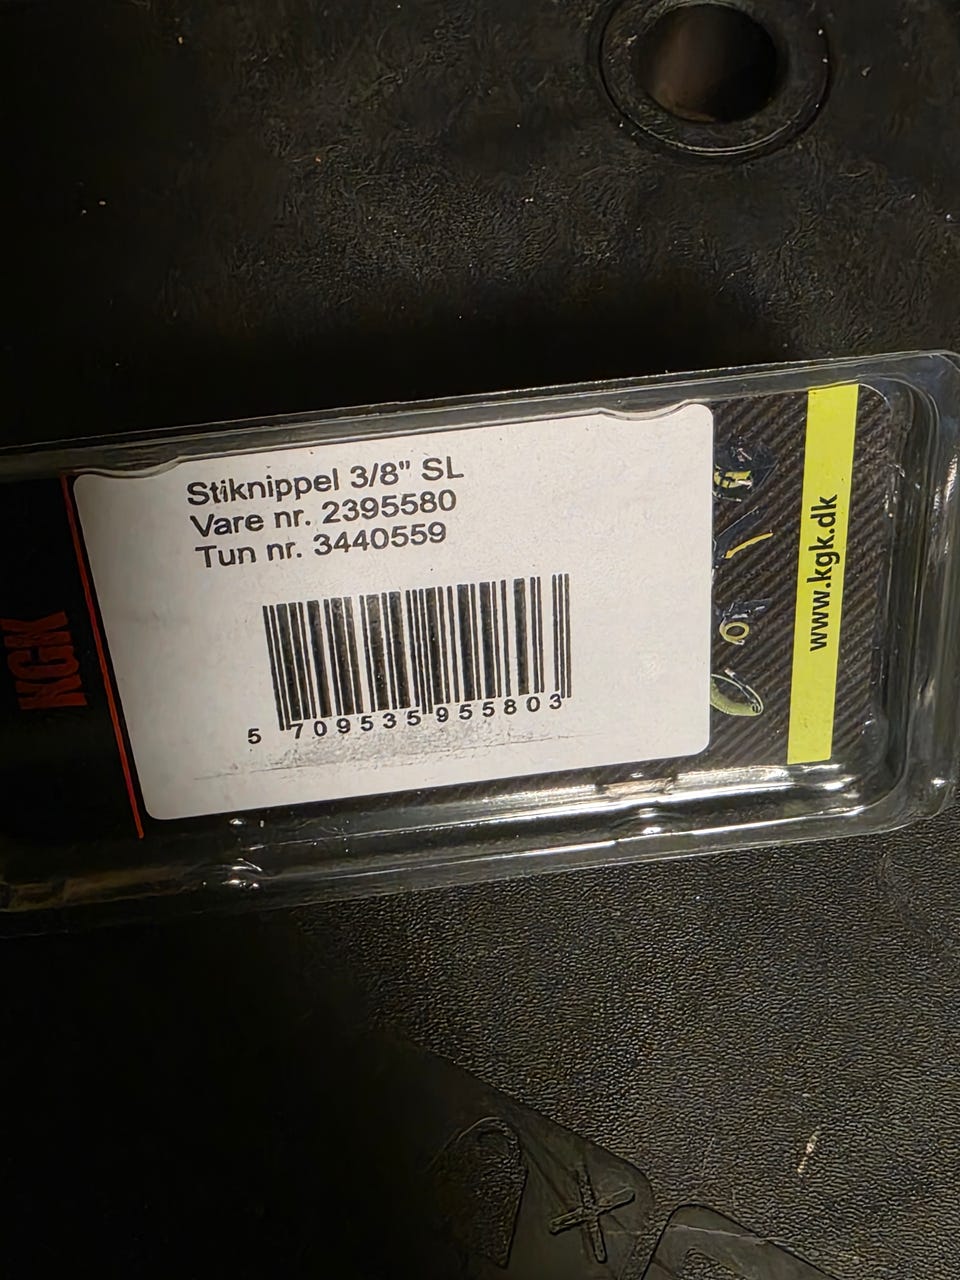 Stiknippel 3/8" SL
Vare nr. 2395580
Tun nr. 3440559
5 709535 955803
KGK
www.kgk.dk